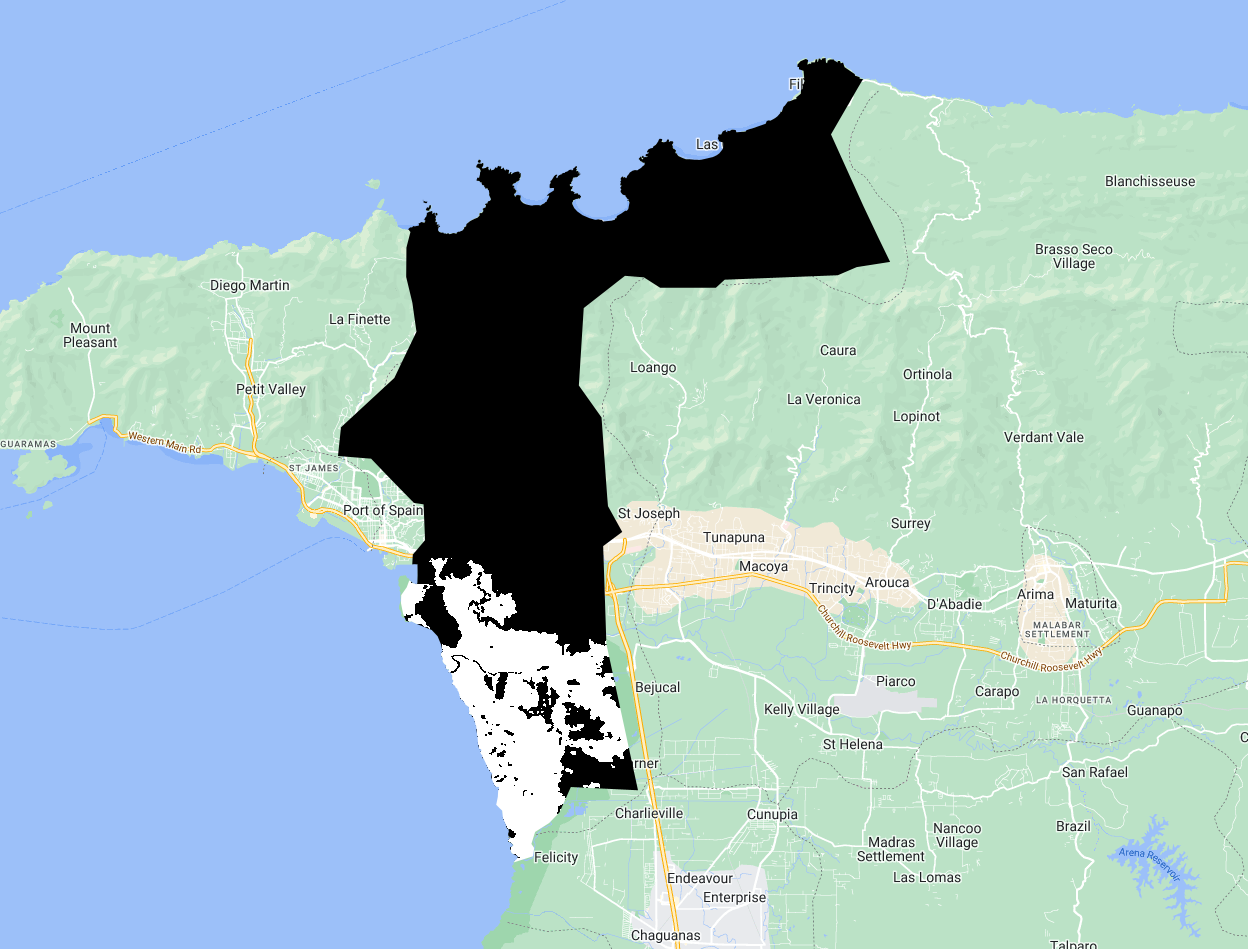 Fil
Las
Blanchisseuse
Brasso Seco
Village
Diego Martin
La Finette
Mount
Pleasant
Caura
Loango
Ortinola
Petit Valley
La Veronica
Lopinot
Verdant Vale
Western Main Rd
GUARAMAS
ST JAMES
Port of Spain
St Joseph
Surrey
Tunapuna
Macoya
Trincity
Arouca
Arima
D'Abadie
Maturita
MALABAR
SETTLEMENT
Churchill Roosevelt Hwy
Churchill Roosevelt Hwy
Piarco
Bejucal
Carapo
LA HORQUETTA
Kelly Village
Guanapo
St Helena
C
rner
San Rafael
Charlieville
Cunupia
Brazil
Nancoo
Village
Madras
Settlement
Arena Reservoir
Felicity
Las Lomas
Endeavour
Enterprise
Chaguanas
Talparo